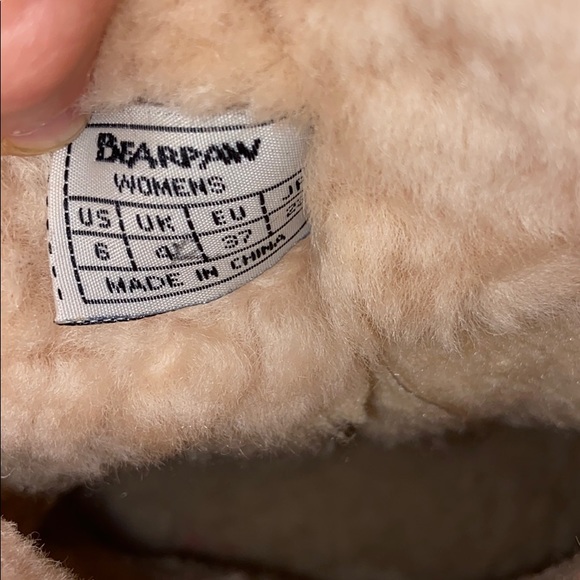 BEARPAW
WOMENS
US UK EU
6 4 37
MADE IN CHINA